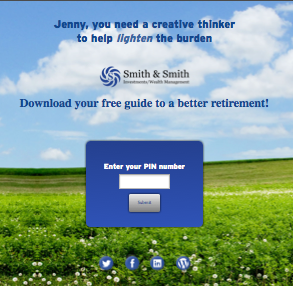 Jenny, you need a creative thinker
to help lighten the burden
Smith & Smith
Investments/Wealth Management
Download your free guide to a better retirement!
Enter your PIN number
Submit